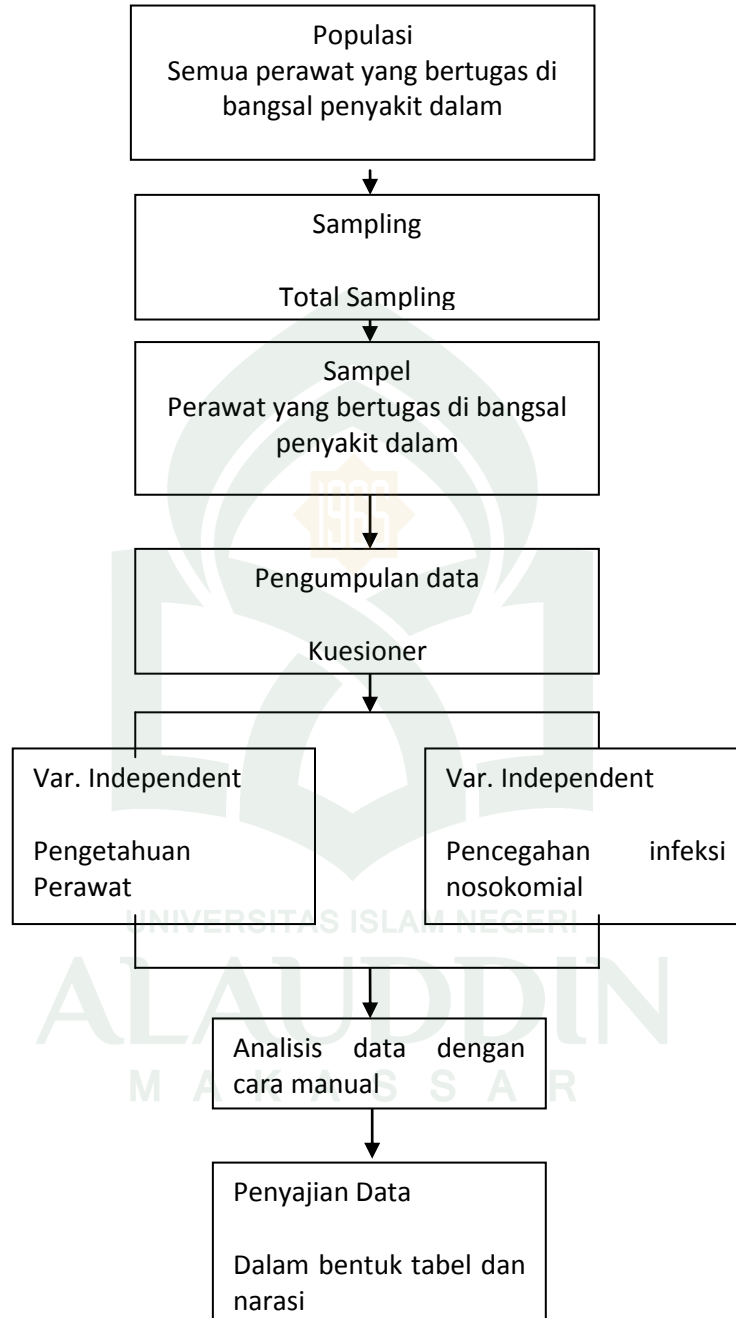 Populasi
Semua perawat yang bertugas di
bangsal penyakit dalam
Sampling
Total Sampling
Sampel
Perawat yang bertugas di bangsal
penyakit dalam
1965
Pengumpulan data
Kuesioner
Var. Independent
Pengetahuan
Perawat
Var. Independent
Pencegahan infeksi
nosokomial
UNIVERSITAS ISLAM NEGERI
ALAUDDIN
MAKASSAR
Analisis data dengan
cara manual
Penyajian Data
Dalam bentuk tabel dan
narasi